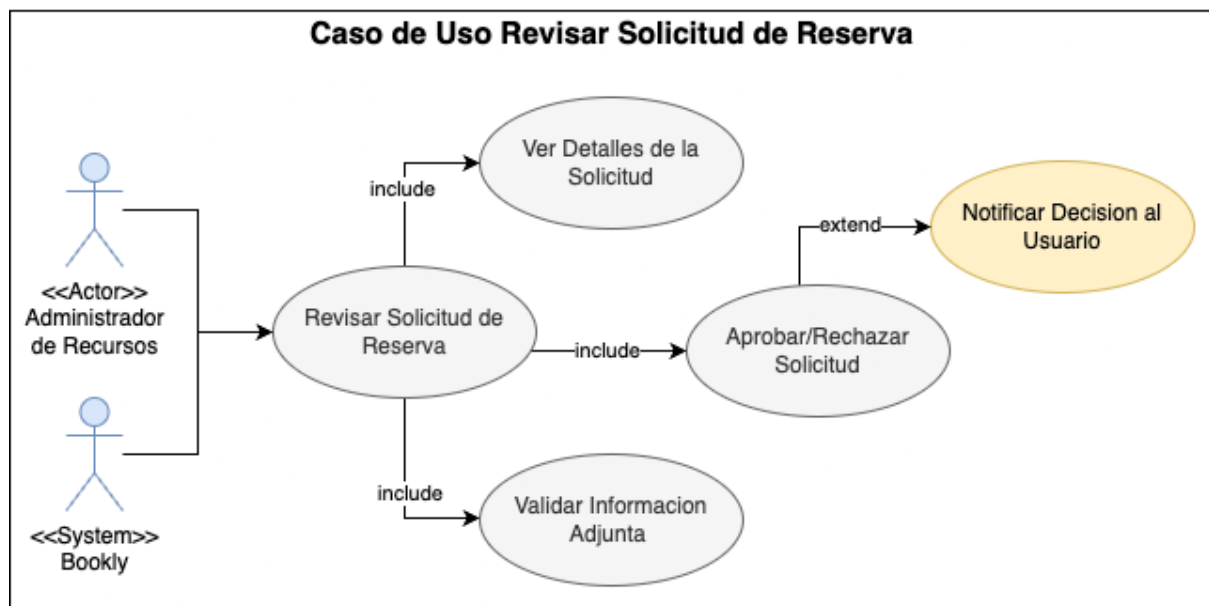 Caso de Uso Revisar Solicitud de Reserva
Ver Detalles de la
Solicitud
include
Notificar Decision al
Usuario
extend
<<Actor>>
Administrador
de Recursos
Revisar Solicitud de
Reserva
include
Aprobar/Rechazar
Solicitud
include
Validar Informacion
Adjunta
<<System>>
Bookly